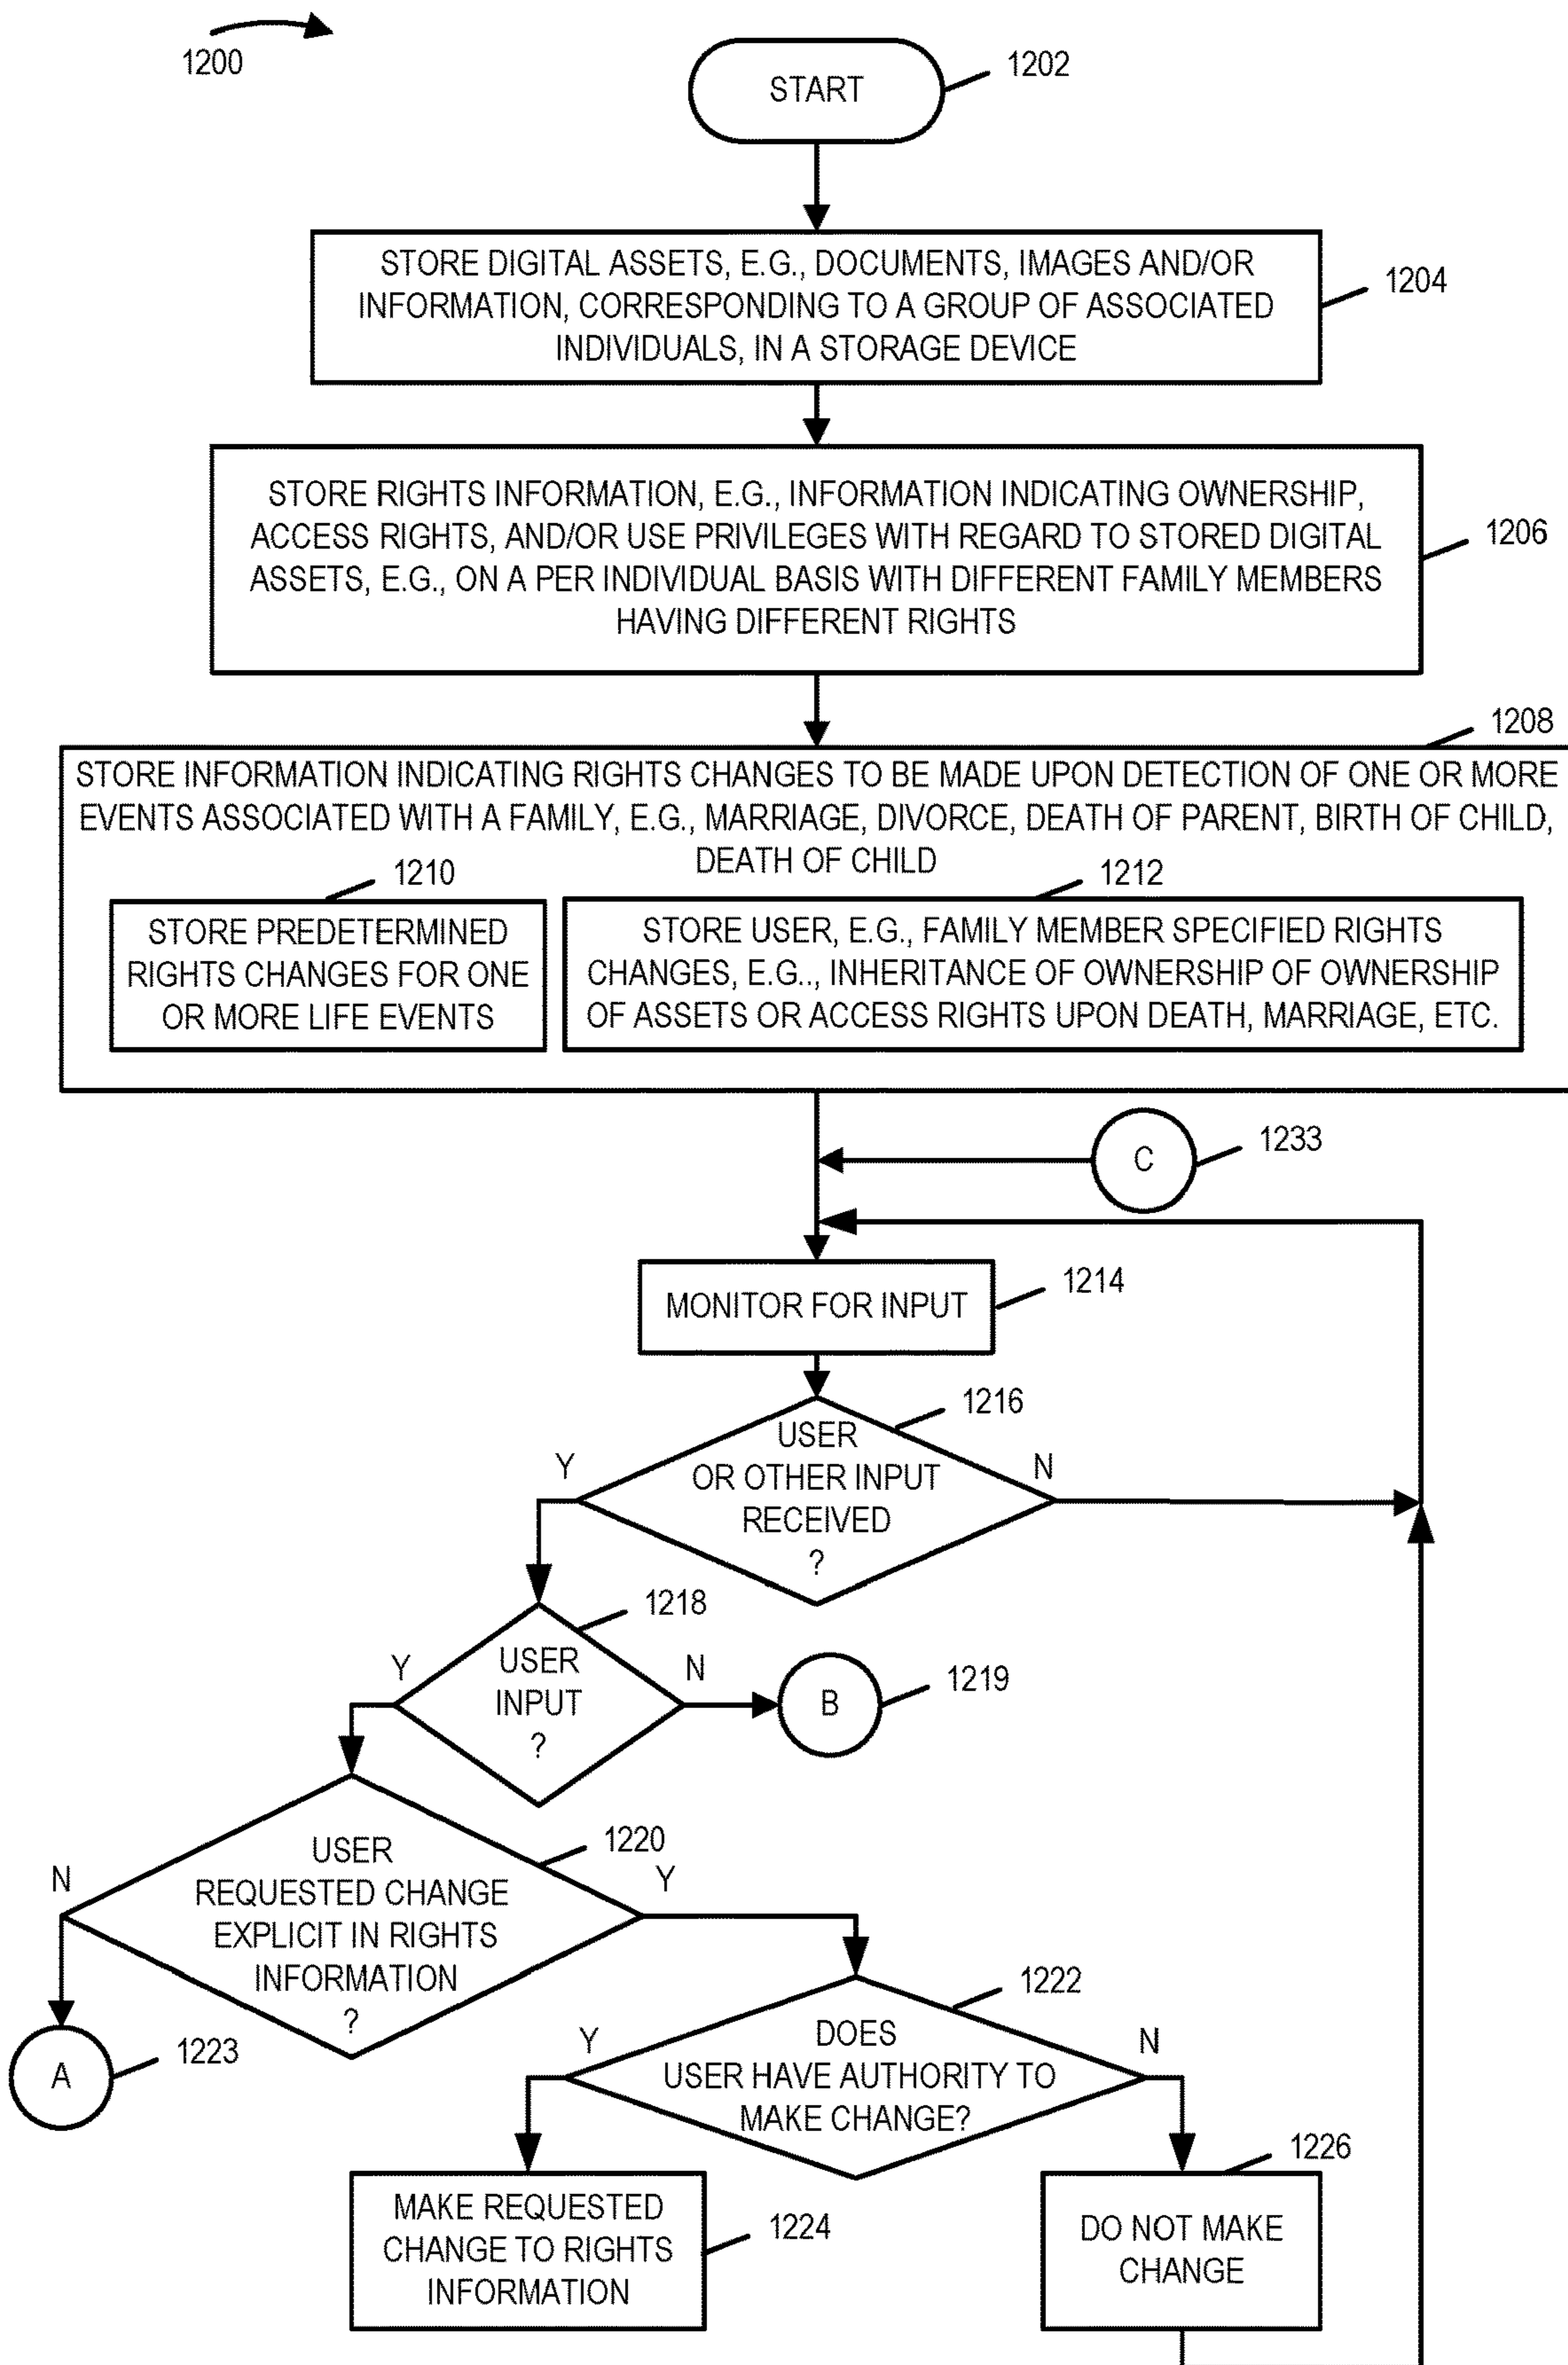 1200
START
1202
STORE DIGITAL ASSETS, E.G., DOCUMENTS, IMAGES AND/OR
INFORMATION, CORRESPONDING TO A GROUP OF ASSOCIATED
INDIVIDUALS, IN A STORAGE DEVICE
1204
STORE RIGHTS INFORMATION, E.G., INFORMATION INDICATING OWNERSHIP,
ACCESS RIGHTS, AND/OR USE PRIVILEGES WITH REGARD TO STORED DIGITAL
ASSETS, E.G., ON A PER INDIVIDUAL BASIS WITH DIFFERENT FAMILY MEMBERS
HAVING DIFFERENT RIGHTS
1206
1208
STORE INFORMATION INDICATING RIGHTS CHANGES TO BE MADE UPON DETECTION OF ONE OR MORE
EVENTS ASSOCIATED WITH A FAMILY, E.G., MARRIAGE, DIVORCE, DEATH OF PARENT, BIRTH OF CHILD,
DEATH OF CHILD
1210
STORE PREDETERMINED
RIGHTS CHANGES FOR ONE
OR MORE LIFE EVENTS
1212
STORE USER, E.G., FAMILY MEMBER SPECIFIED RIGHTS
CHANGES, E.G.., INHERITANCE OF OWNERSHIP OF OWNERSHIP
OF ASSETS OR ACCESS RIGHTS UPON DEATH, MARRIAGE, ETC.
C
1233
MONITOR FOR INPUT
1214
1216
USER
OR OTHER INPUT
RECEIVED
?
Y
N
1218
USER
INPUT
?
Y
N
B
1219
1220
USER
REQUESTED CHANGE
EXPLICIT IN RIGHTS
INFORMATION
?
N
Y
A
1223
1222
DOES
USER HAVE AUTHORITY TO
MAKE CHANGE?
Y
N
MAKE REQUESTED
CHANGE TO RIGHTS
INFORMATION
1224
1226
DO NOT MAKE
CHANGE